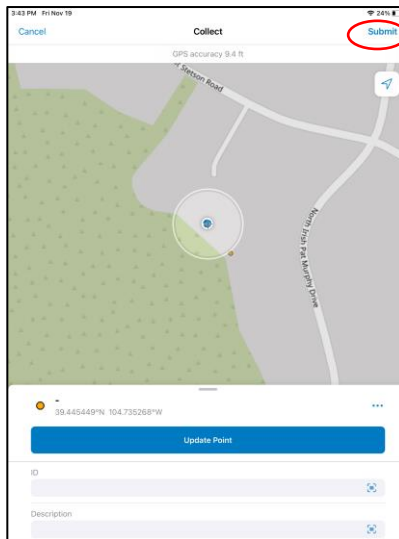 3:43 PM Fri Nov 19
24%
Cancel
Collect
Submit
GPS accuracy 9.4 ft
Stetson Road
North Irish Pat Murphy Drive
-
39.445449°N 104.735268°W
Update Point
ID
Description